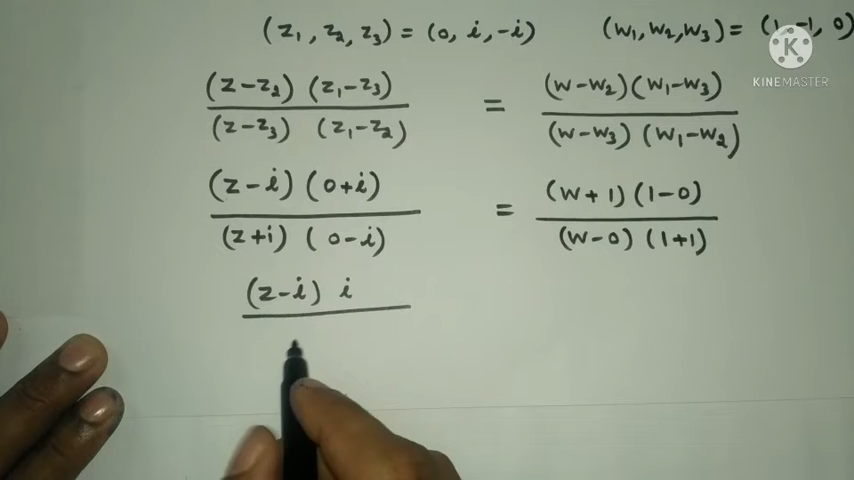 (z₁, z₂, z₃) = (0, i, -i) (w₁, w₂, w₃) = (1, -1, 0)
KINEMASTER
(z-z₂) (z₁-z₃) / (z-z₃) (z₁-z₂) = (w-w₂)(w₁-w₃) / (w-w₃) (w₁-w₂)
(z-i) (0+i) / (z+i) (0-i) = (w+1)(1-0) / (w-0) (1+1)
(z-i) i